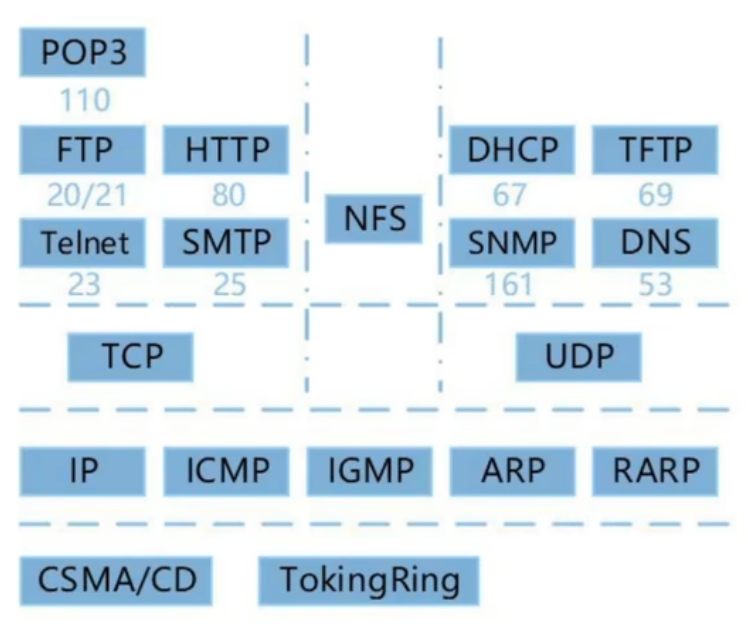 POP3
110
FTP HTTP DHCP TFTP
20/21 80 67 69
NFS
Telnet SMTP SNMP DNS
23 25 161 53
TCP UDP
IP ICMP IGMP ARP RARP
CSMA/CD TokingRing